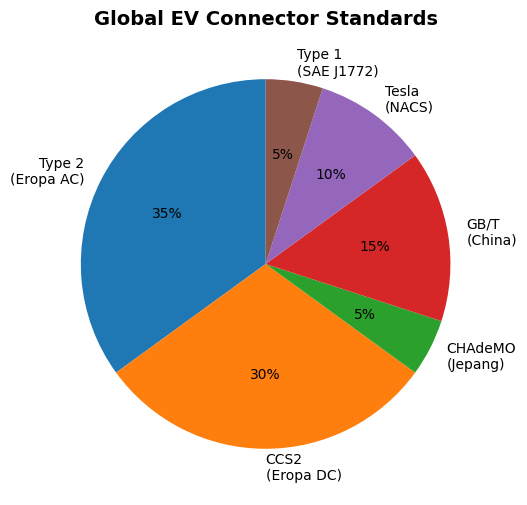 Global EV Connector Standards
Type 1
(SAE J1772)
Tesla
(NACS)
Type 2
(Eropa AC)
5%
10%
35%
GB/T
(China)
15%
5%
CHAdeMO
(Jepang)
30%
CCS2
(Eropa DC)